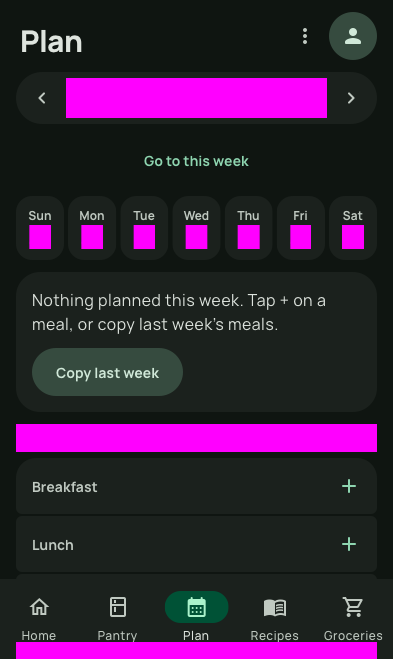 Plan
Go to this week
Sun Mon Tue Wed Thu Fri Sat
Nothing planned this week. Tap + on a
meal, or copy last week's meals.
Copy last week
Breakfast
Lunch
Home Pantry Plan Recipes Groceries